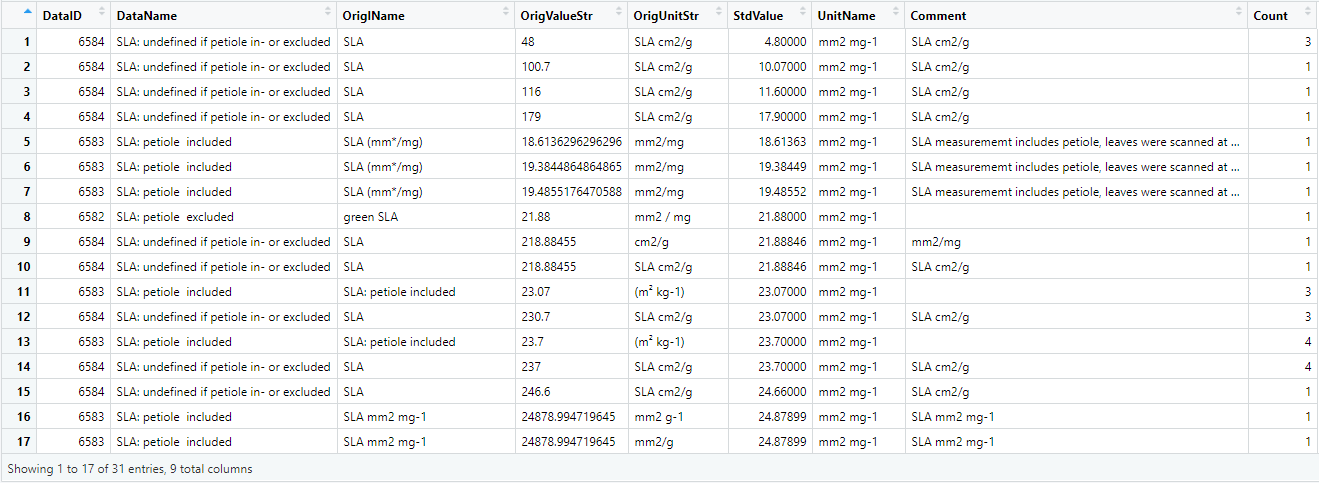 DataID DataName OriglName OrigValueStr OrigUnitStr StdValue UnitName Comment Count
1 6584 SLA: undefined if petiole in- or excluded SLA 48 SLA cm2/g 4.80000 mm2 mg-1 SLA cm2/g 3
2 6584 SLA: undefined if petiole in- or excluded SLA 100.7 SLA cm2/g 10.07000 mm2 mg-1 SLA cm2/g 1
3 6584 SLA: undefined if petiole in- or excluded SLA 116 SLA cm2/g 11.60000 mm2 mg-1 SLA cm2/g 1
4 6584 SLA: undefined if petiole in- or excluded SLA 179 SLA cm2/g 17.90000 mm2 mg-1 SLA cm2/g 1
5 6583 SLA: petiole included SLA (mm*/mg) 18.6136296296296 mm2/mg 18.61363 mm2 mg-1 SLA measurememt includes petiole, leaves were scanned at ... 1
6 6583 SLA: petiole included SLA (mm*/mg) 19.3844864864865 mm2/mg 19.38449 mm2 mg-1 SLA measurememt includes petiole, leaves were scanned at ... 1
7 6583 SLA: petiole included SLA (mm*/mg) 19.4855176470588 mm2/mg 19.48552 mm2 mg-1 SLA measurememt includes petiole, leaves were scanned at ... 1
8 6582 SLA: petiole excluded green SLA 21.88 mm2 / mg 21.88000 mm2 mg-1 1
9 6584 SLA: undefined if petiole in- or excluded SLA 218.88455 cm2/g 21.88846 mm2 mg-1 mm2/mg 1
10 6584 SLA: undefined if petiole in- or excluded SLA 218.88455 SLA cm2/g 21.88846 mm2 mg-1 SLA cm2/g 1
11 6583 SLA: petiole included SLA: petiole included 23.07 (m² kg-1) 23.07000 mm2 mg-1 3
12 6584 SLA: undefined if petiole in- or excluded SLA 230.7 SLA cm2/g 23.07000 mm2 mg-1 SLA cm2/g 3
13 6583 SLA: petiole included SLA: petiole included 23.7 (m² kg-1) 23.70000 mm2 mg-1 4
14 6584 SLA: undefined if petiole in- or excluded SLA 237 SLA cm2/g 23.70000 mm2 mg-1 SLA cm2/g 4
15 6584 SLA: undefined if petiole in- or excluded SLA 246.6 SLA cm2/g 24.66000 mm2 mg-1 SLA cm2/g 1
16 6583 SLA: petiole included SLA mm2 mg-1 24878.994719645 mm2 g-1 24.87899 mm2 mg-1 SLA mm2 mg-1 1
17 6583 SLA: petiole included SLA mm2 mg-1 24878.994719645 mm2/g 24.87899 mm2 mg-1 SLA mm2 mg-1 1
Showing 1 to 17 of 31 entries, 9 total columns